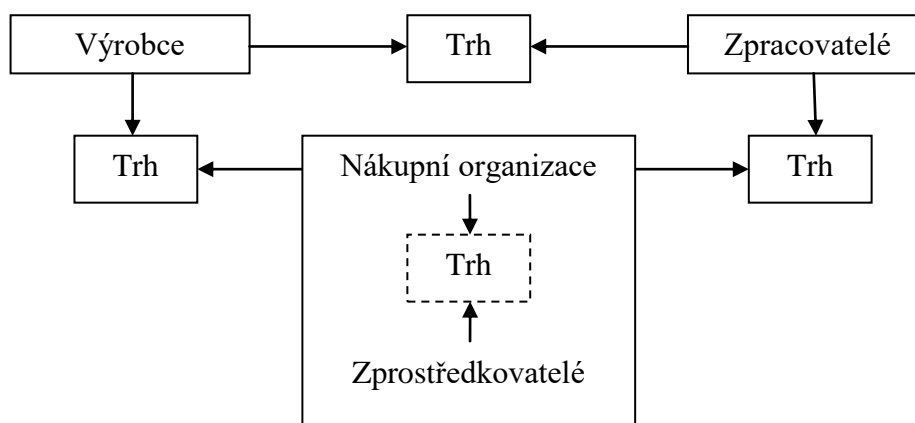 Výrobce
Trh
Zpracovatelé
Trh
Nákupní organizace
Trh
Trh
Zprostředkovatelé